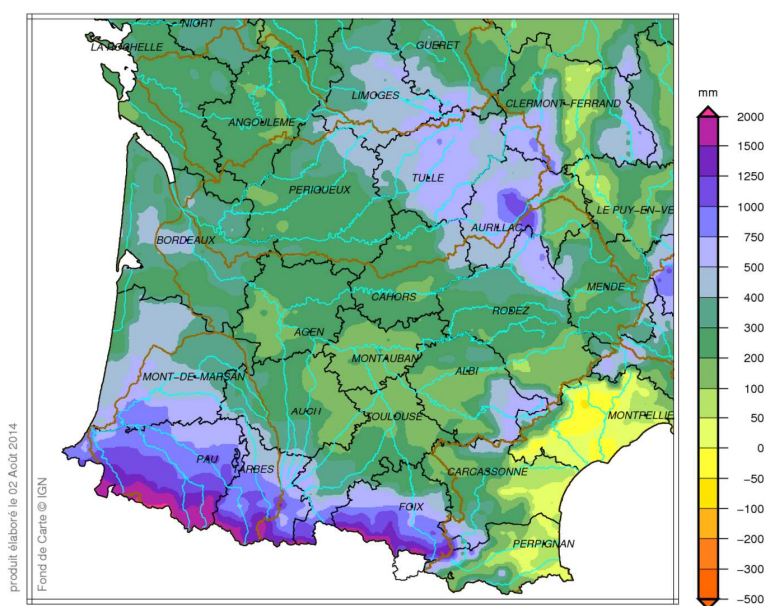 NIORT
LA ROCHELLE
GUERET
LIMOGES
CLERMONT-FERRAND
ANGOULEME
PERIGUEUX
TULLE
LE PUY-EN-VE
AURILLAC
BORDEAUX
CAHORS
MENDE
RODEZ
AGEN
MONTAUBAN
ALBI
MONT-DE-MARSAN
AUCH
TOULOUSE
MONTPELLIE
PAU
TARBES
CARCASSONNE
FOIX
PERPIGNAN
produit élaboré le 02 Août 2014
Fond de Carte © IGN
mm
2000
1500
1250
1000
750
500
400
300
200
100
50
0
-50
-100
-200
-300
-500